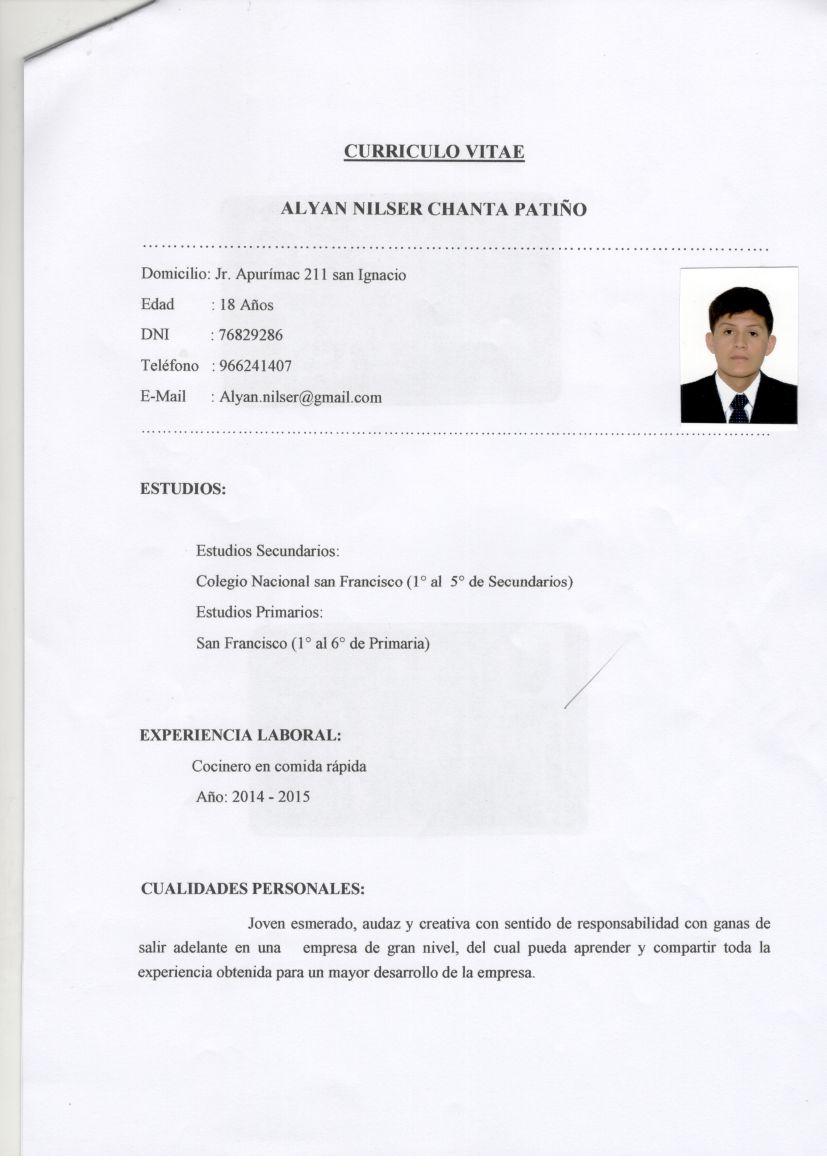 CURRICULO VITAE
ALYAN NILSER CHANTA PATIÑO
Domicilio: Jr. Apurímac 211 san Ignacio
Edad : 18 Años
DNI : 76829286
Teléfono : 966241407
E-Mail : Alyan.nilser@gmail.com
ESTUDIOS:
Estudios Secundarios:
Colegio Nacional san Francisco (1° al 5° de Secundarios)
Estudios Primarios:
San Francisco (1° al 6° de Primaria)
EXPERIENCIA LABORAL:
Cocinero en comida rápida
Año: 2014 - 2015
CUALIDADES PERSONALES:
Joven esmerado, audaz y creativa con sentido de responsabilidad con ganas de
salir adelante en una empresa de gran nivel, del cual pueda aprender y compartir toda la
experiencia obtenida para un mayor desarrollo de la empresa.